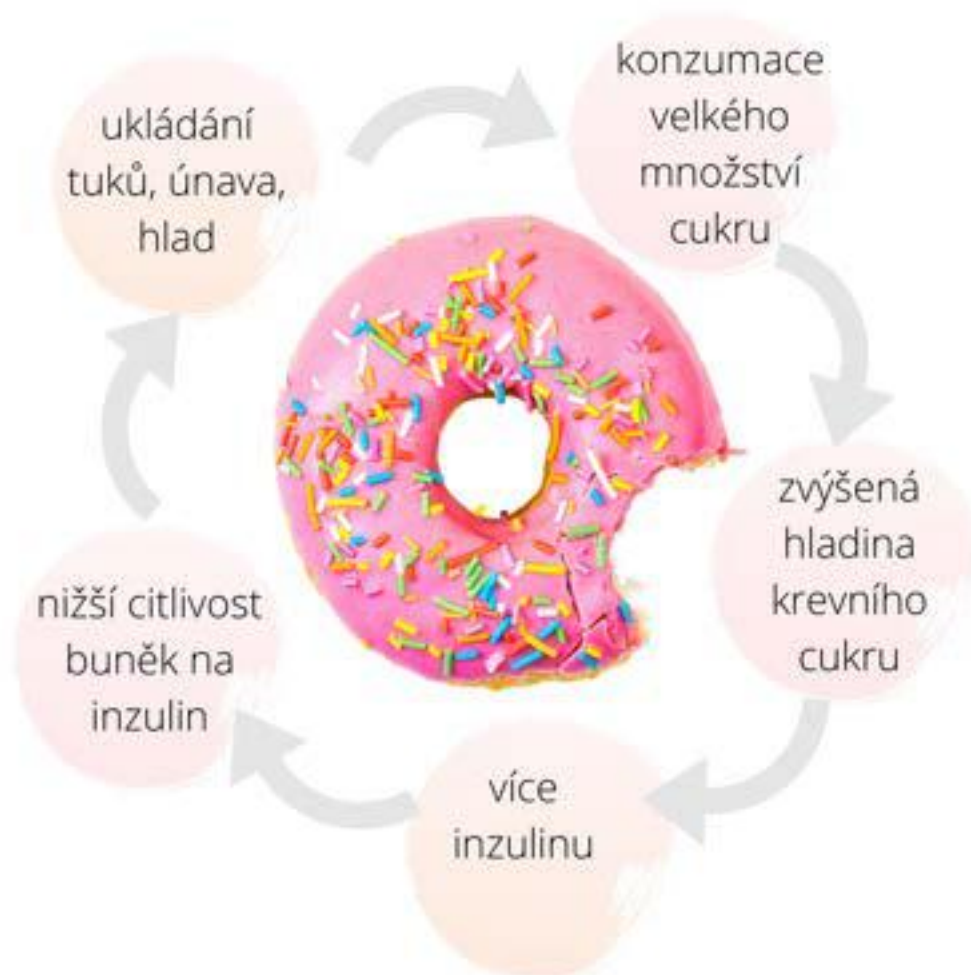 konzumace
velkého
množství
cukru
zvýšená
hladina
krevního
cukru
více
inzulinu
nižší citlivost
buněk na
inzulin
ukládání
tuků, únava,
hlad